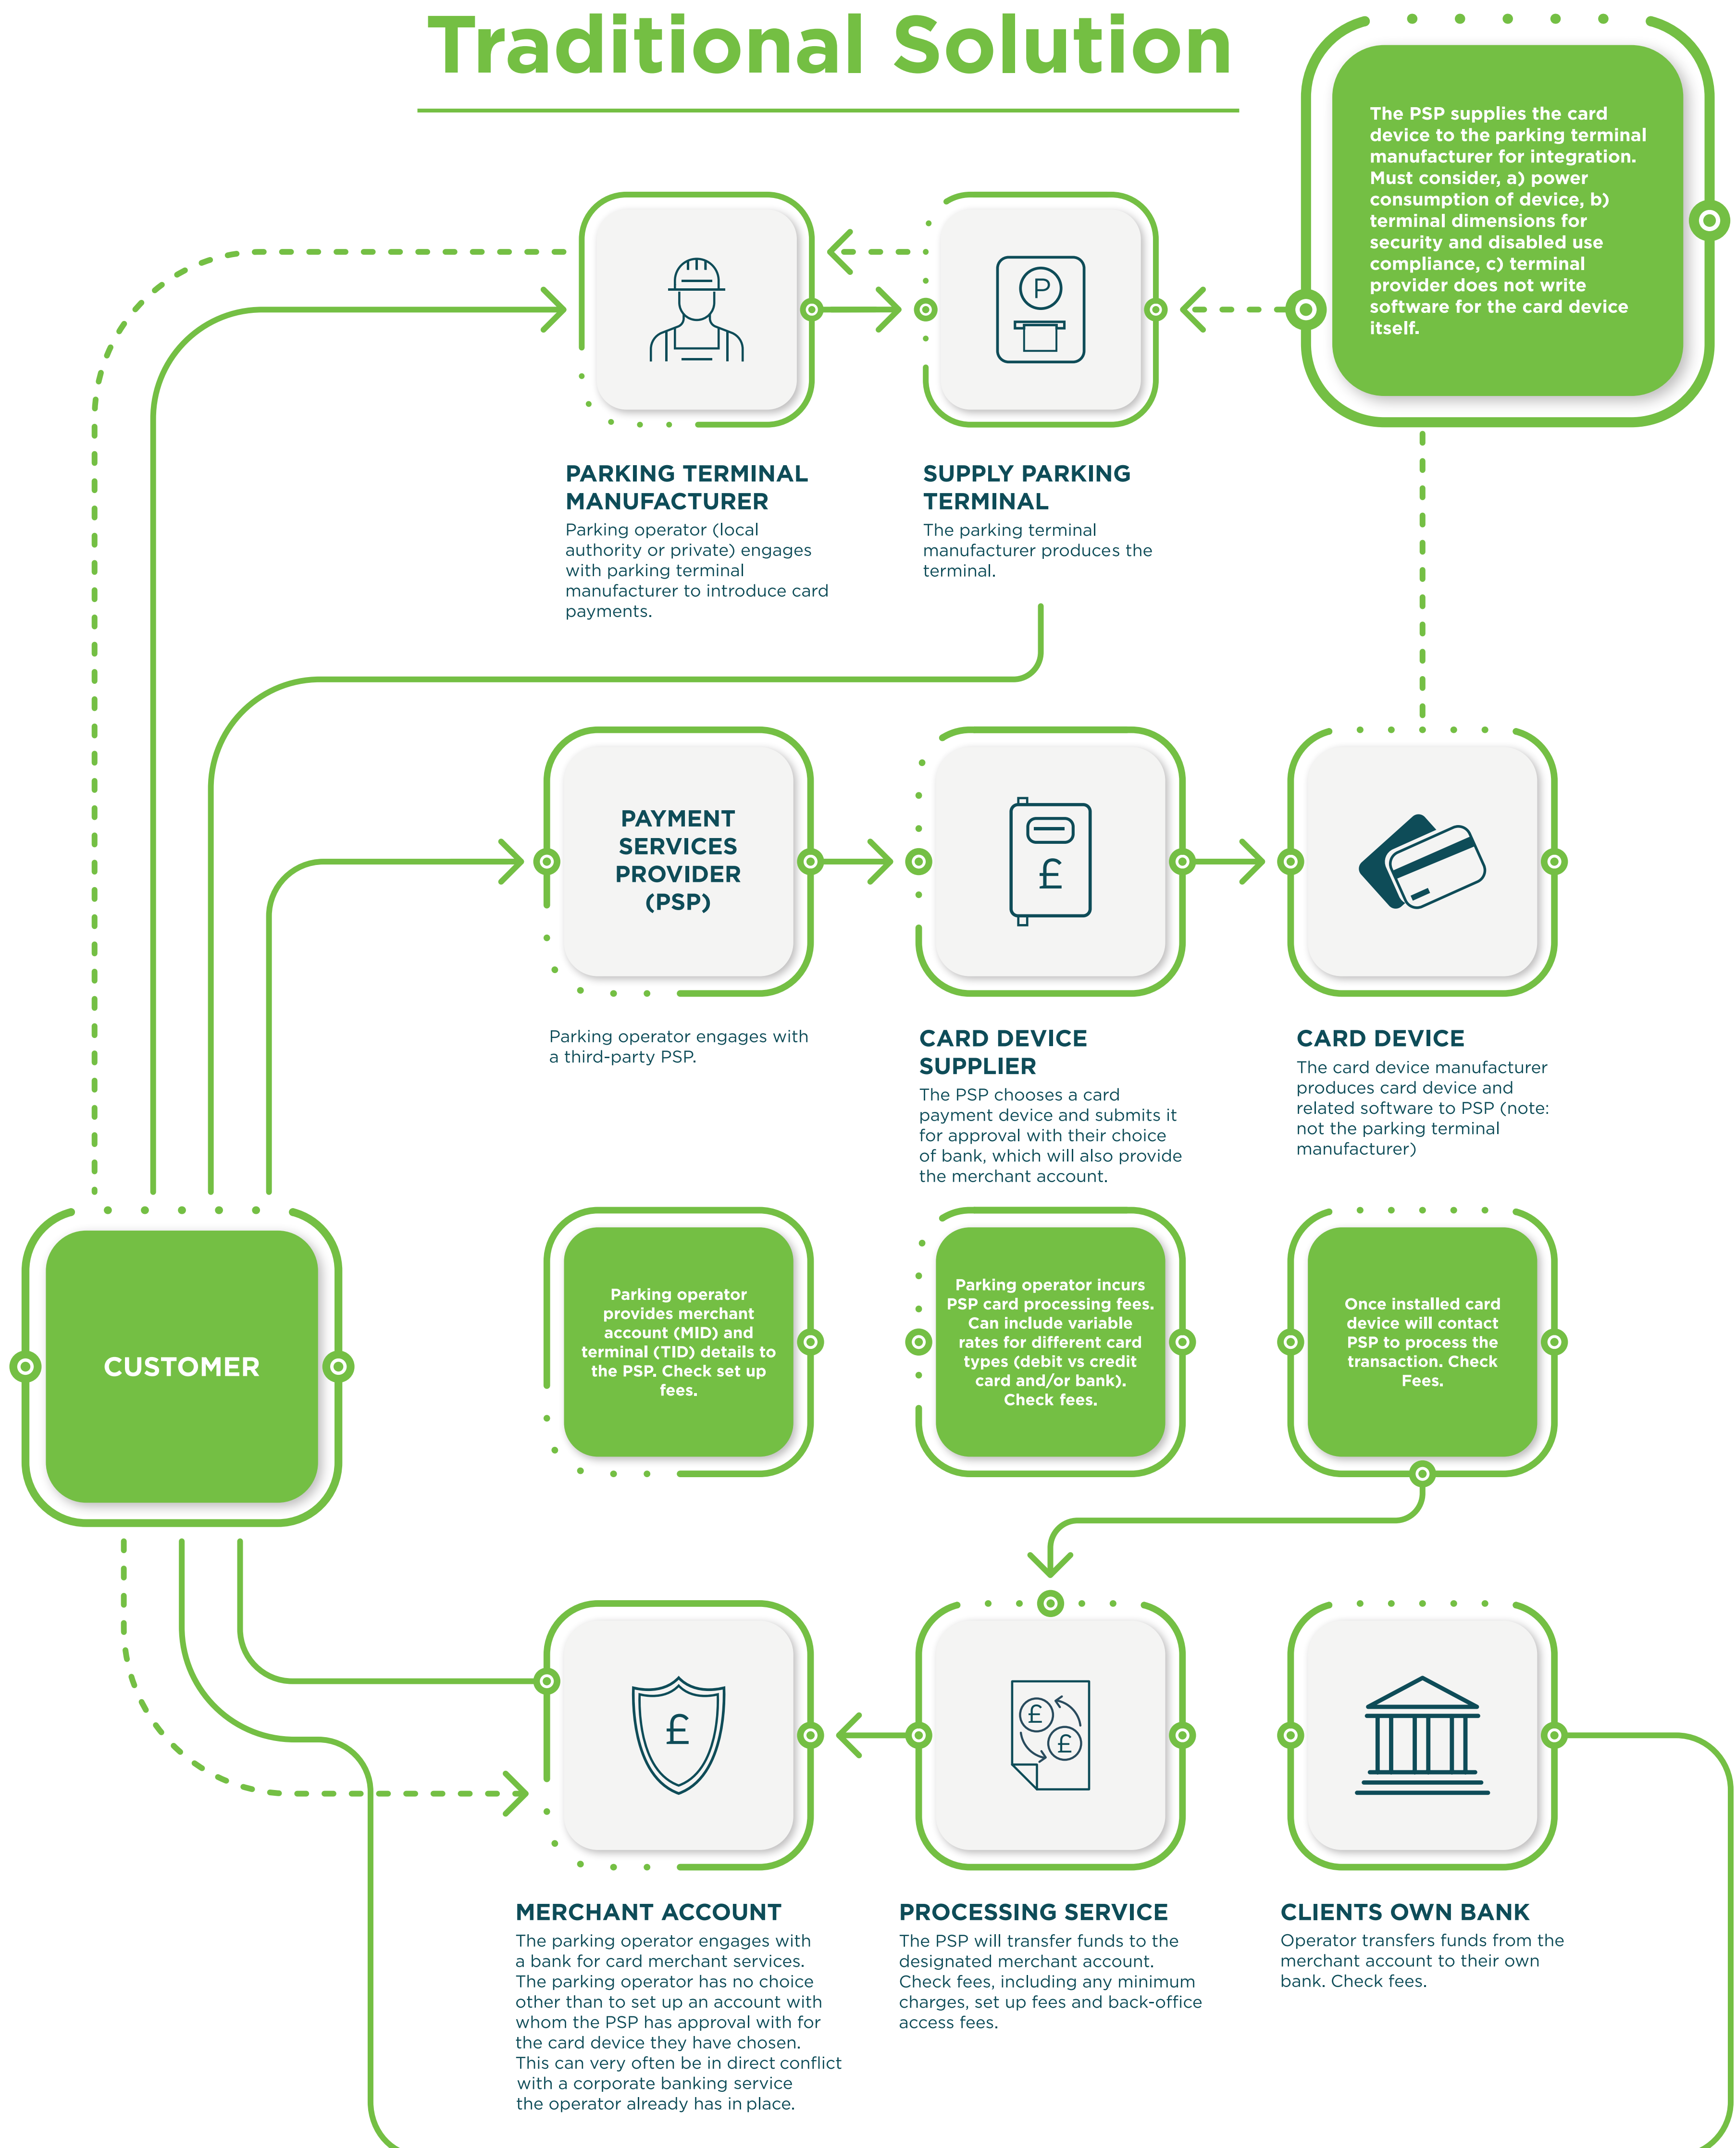 Traditional Solution
The PSP supplies the card
device to the parking terminal
manufacturer for integration.
Must consider, a) power
consumption of device, b)
terminal dimensions for
security and disabled use
compliance, c) terminal
provider does not write
software for the card device
itself.
P
PARKING TERMINAL
MANUFACTURER
Parking operator (local
authority or private) engages
with parking terminal
manufacturer to introduce card
payments.
SUPPLY PARKING
TERMINAL
The parking terminal
manufacturer produces the
terminal.
PAYMENT
SERVICES
PROVIDER
(PSP)
£
Parking operator engages with
a third-party PSP.
CARD DEVICE
SUPPLIER
The PSP chooses a card
payment device and submits it
for approval with their choice
of bank, which will also provide
the merchant account.
CARD DEVICE
The card device manufacturer
produces card device and
related software to PSP (note:
not the parking terminal
manufacturer)
CUSTOMER
Parking operator
provides merchant
account (MID) and
terminal (TID) details to
the PSP. Check set up
fees.
Parking operator incurs
PSP card processing fees.
Can include variable
rates for different card
types (debit vs credit
card and/or bank).
Check fees.
Once installed card
device will contact
PSP to process the
transaction. Check
Fees.
£
£
£
MERCHANT ACCOUNT
The parking operator engages with
a bank for card merchant services.
The parking operator has no choice
other than to set up an account with
whom the PSP has approval with for
the card device they have chosen.
This can very often be in direct conflict
with a corporate banking service
the operator already has in place.
PROCESSING SERVICE
The PSP will transfer funds to the
designated merchant account.
Check fees, including any minimum
charges, set up fees and back-office
access fees.
CLIENTS OWN BANK
Operator transfers funds from the
merchant account to their own
bank. Check fees.